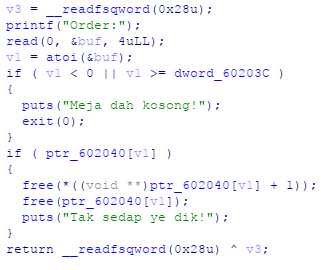 v3 = __readfsqword(0x28u);
printf("Order:");
read(0, &buf, 4uLL);
v1 = atoi(&buf);
if ( v1 < 0 || v1 >= dword_60203C )
{
puts("Meja dah kosong!");
exit(0);
}
if ( ptr_602040[v1] )
{
free(*((void **)ptr_602040[v1] + 1));
free(ptr_602040[v1]);
puts("Tak sedap ye dik!");
}
return __readfsqword(0x28u) ^ v3;